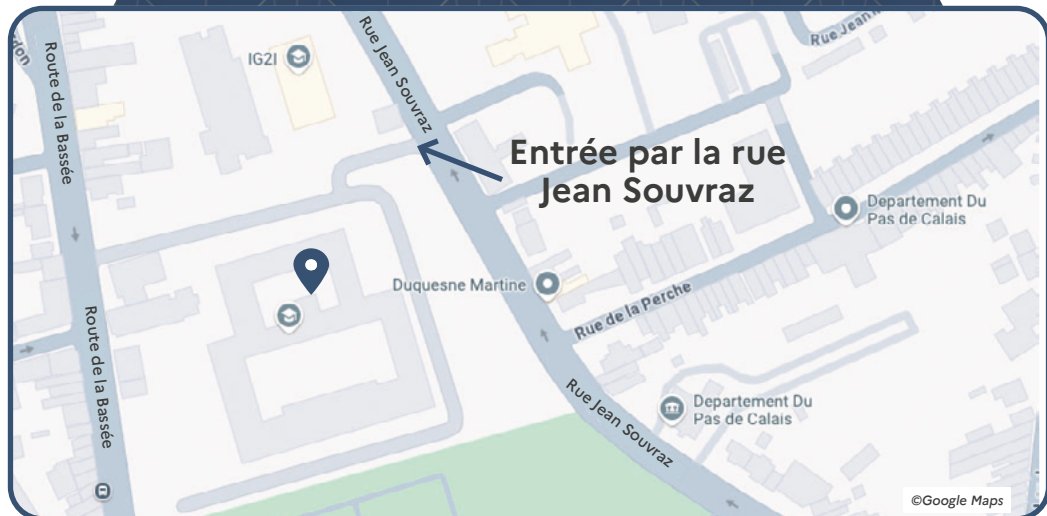 Route de la Bassée
IG2I
Rue Jean Souvraz
Rue Jean
Entrée par la rue
Jean Souvraz
Departement Du
Pas de Calais
Duquesne Martine
Rue de la Perche
Route de la Bassée
Rue Jean Souvraz
Departement Du
Pas de Calais
©Google Maps